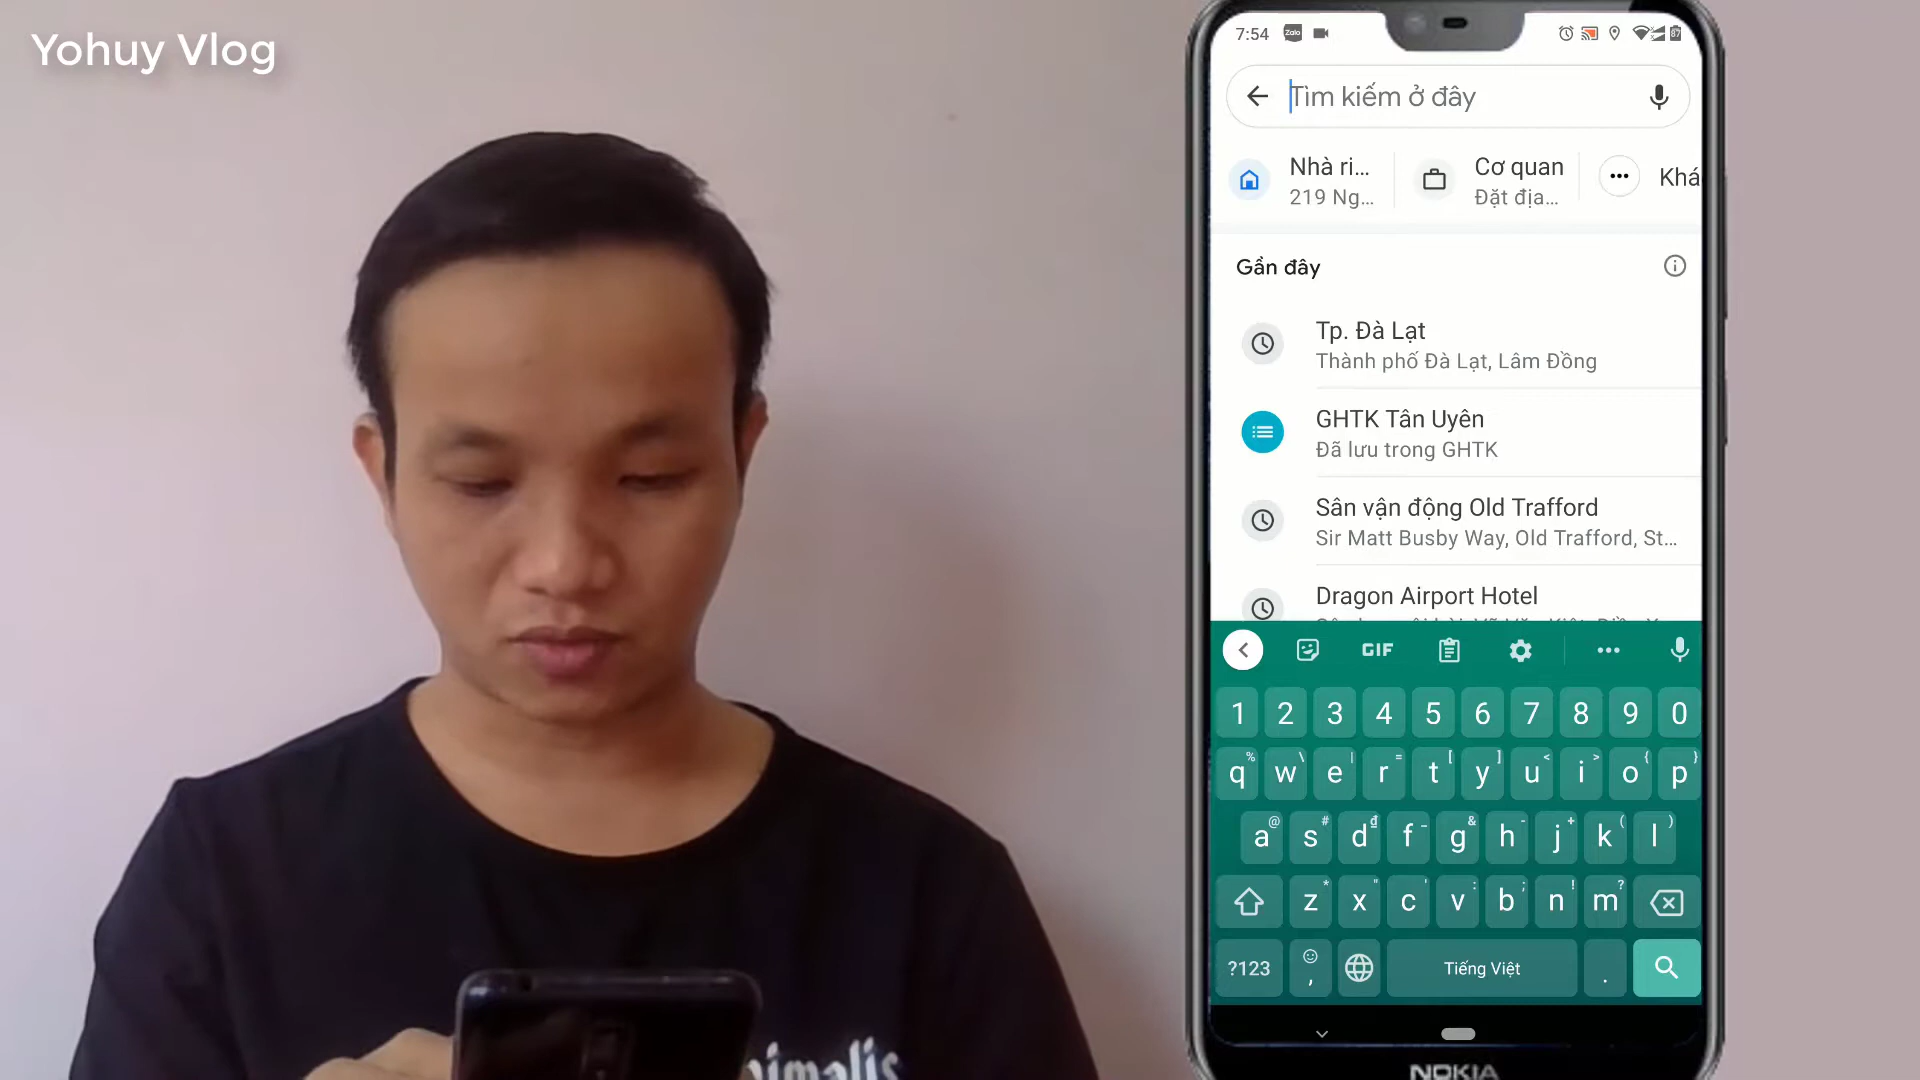 Yohuy Vlog
7:54 Zalo 87
Tìm kiếm ở đây
Nhà ri...
219 Ng...
Cơ quan
Đặt địa...
Khá
Gần đây
Tp. Đà Lạt
Thành phố Đà Lạt, Lâm Đồng
GHTK Tân Uyên
Đã lưu trong GHTK
Sân vận động Old Trafford
Sir Matt Busby Way, Old Trafford, St...
Dragon Airport Hotel
GIF
1 2 3 4 5 6 7 8 9 0
% \ | = [ ] < > { }
q w e r t y u i o p
@ # đ _ & - + ( )
a s d f g h j k l
* " ' : ; ! ?
z x c v b n m
?123 , Tiếng Việt .
NOKIA
nimalis